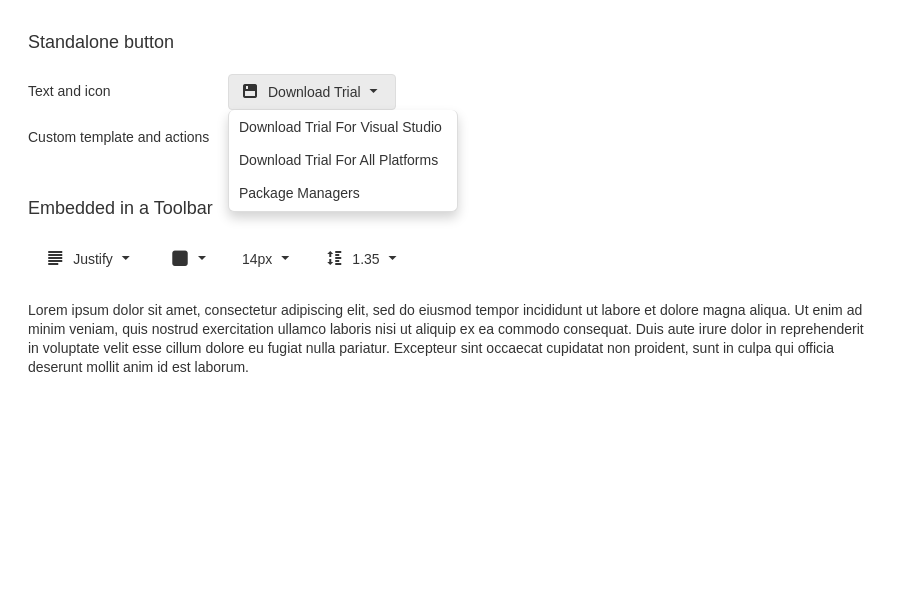 Standalone button
Text and icon
Download Trial
Download Trial For Visual Studio
Custom template and actions
Download Trial For All Platforms
Package Managers
Embedded in a Toolbar
Justify 14px 1.35
Lorem ipsum dolor sit amet, consectetur adipiscing elit, sed do eiusmod tempor incididunt ut labore et dolore magna aliqua. Ut enim ad
minim veniam, quis nostrud exercitation ullamco laboris nisi ut aliquip ex ea commodo consequat. Duis aute irure dolor in reprehenderit
in voluptate velit esse cillum dolore eu fugiat nulla pariatur. Excepteur sint occaecat cupidatat non proident, sunt in culpa qui officia
deserunt mollit anim id est laborum.